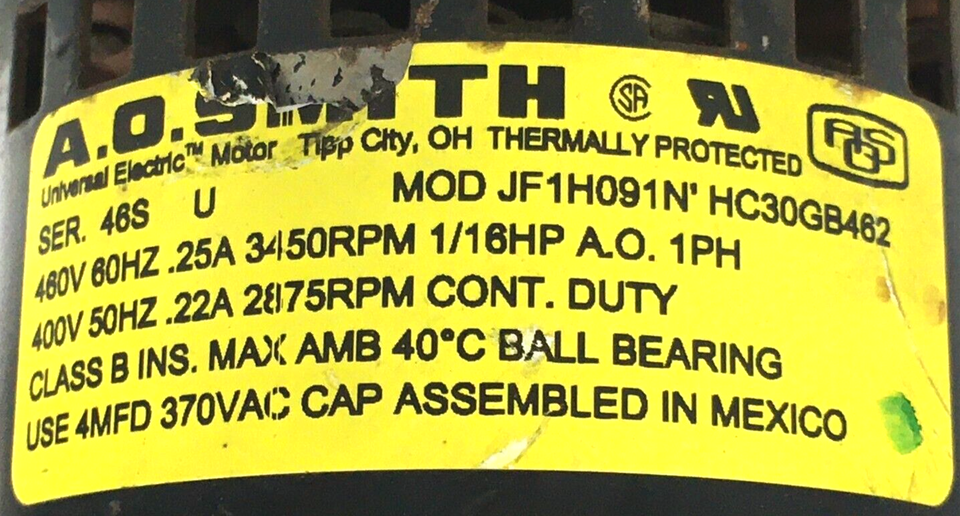 A.O.SMITH
Universal Electric™ Motor Tipp City, OH THERMALLY PROTECTED
SER. 46S U MOD JF1H091N' HC30GB462
460V 60HZ .25A 3450RPM 1/16HP A.O. 1PH
400V 50HZ .22A 2875RPM CONT. DUTY
CLASS B INS. MAX AMB 40°C BALL BEARING
USE 4MFD 370VAC CAP ASSEMBLED IN MEXICO